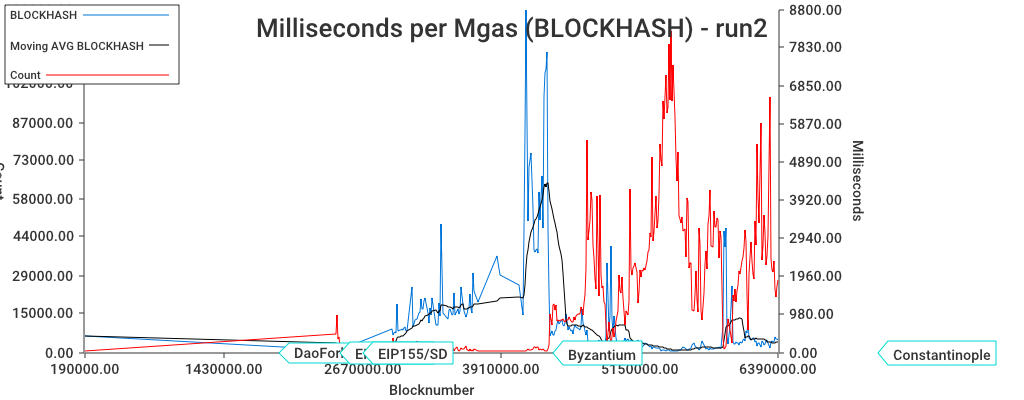 Milliseconds per Mgas (BLOCKHASH) - run2
BLOCKHASH
Moving AVG BLOCKHASH
Count
87000.00
73000.00
58000.00
44000.00
29000.00
15000.00
0.00
8800.00
7830.00
6850.00
5870.00
4890.00
3920.00
2940.00
1960.00
980.00
0.00
Milliseconds
EIP155/SD
Byzantium
Constantinople
190000.00
1430000.00
2670000.00
3910000.00
5150000.00
6390000.00
Blocknumber